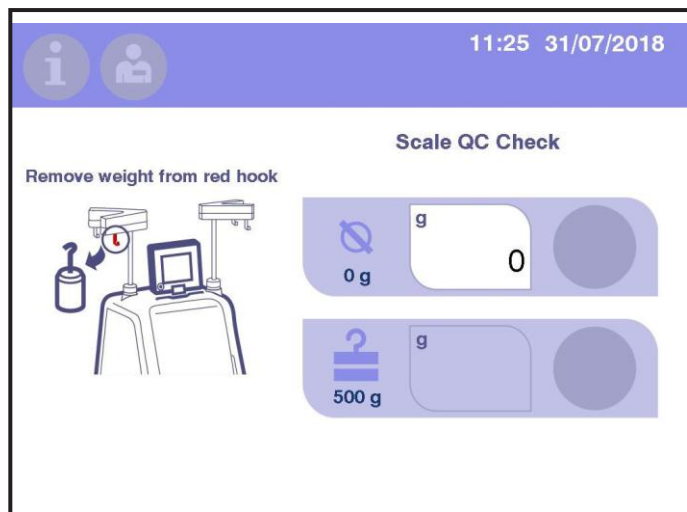 11:25 31/07/2018
Scale QC Check
Remove weight from red hook
g
0
0 g
g
500 g